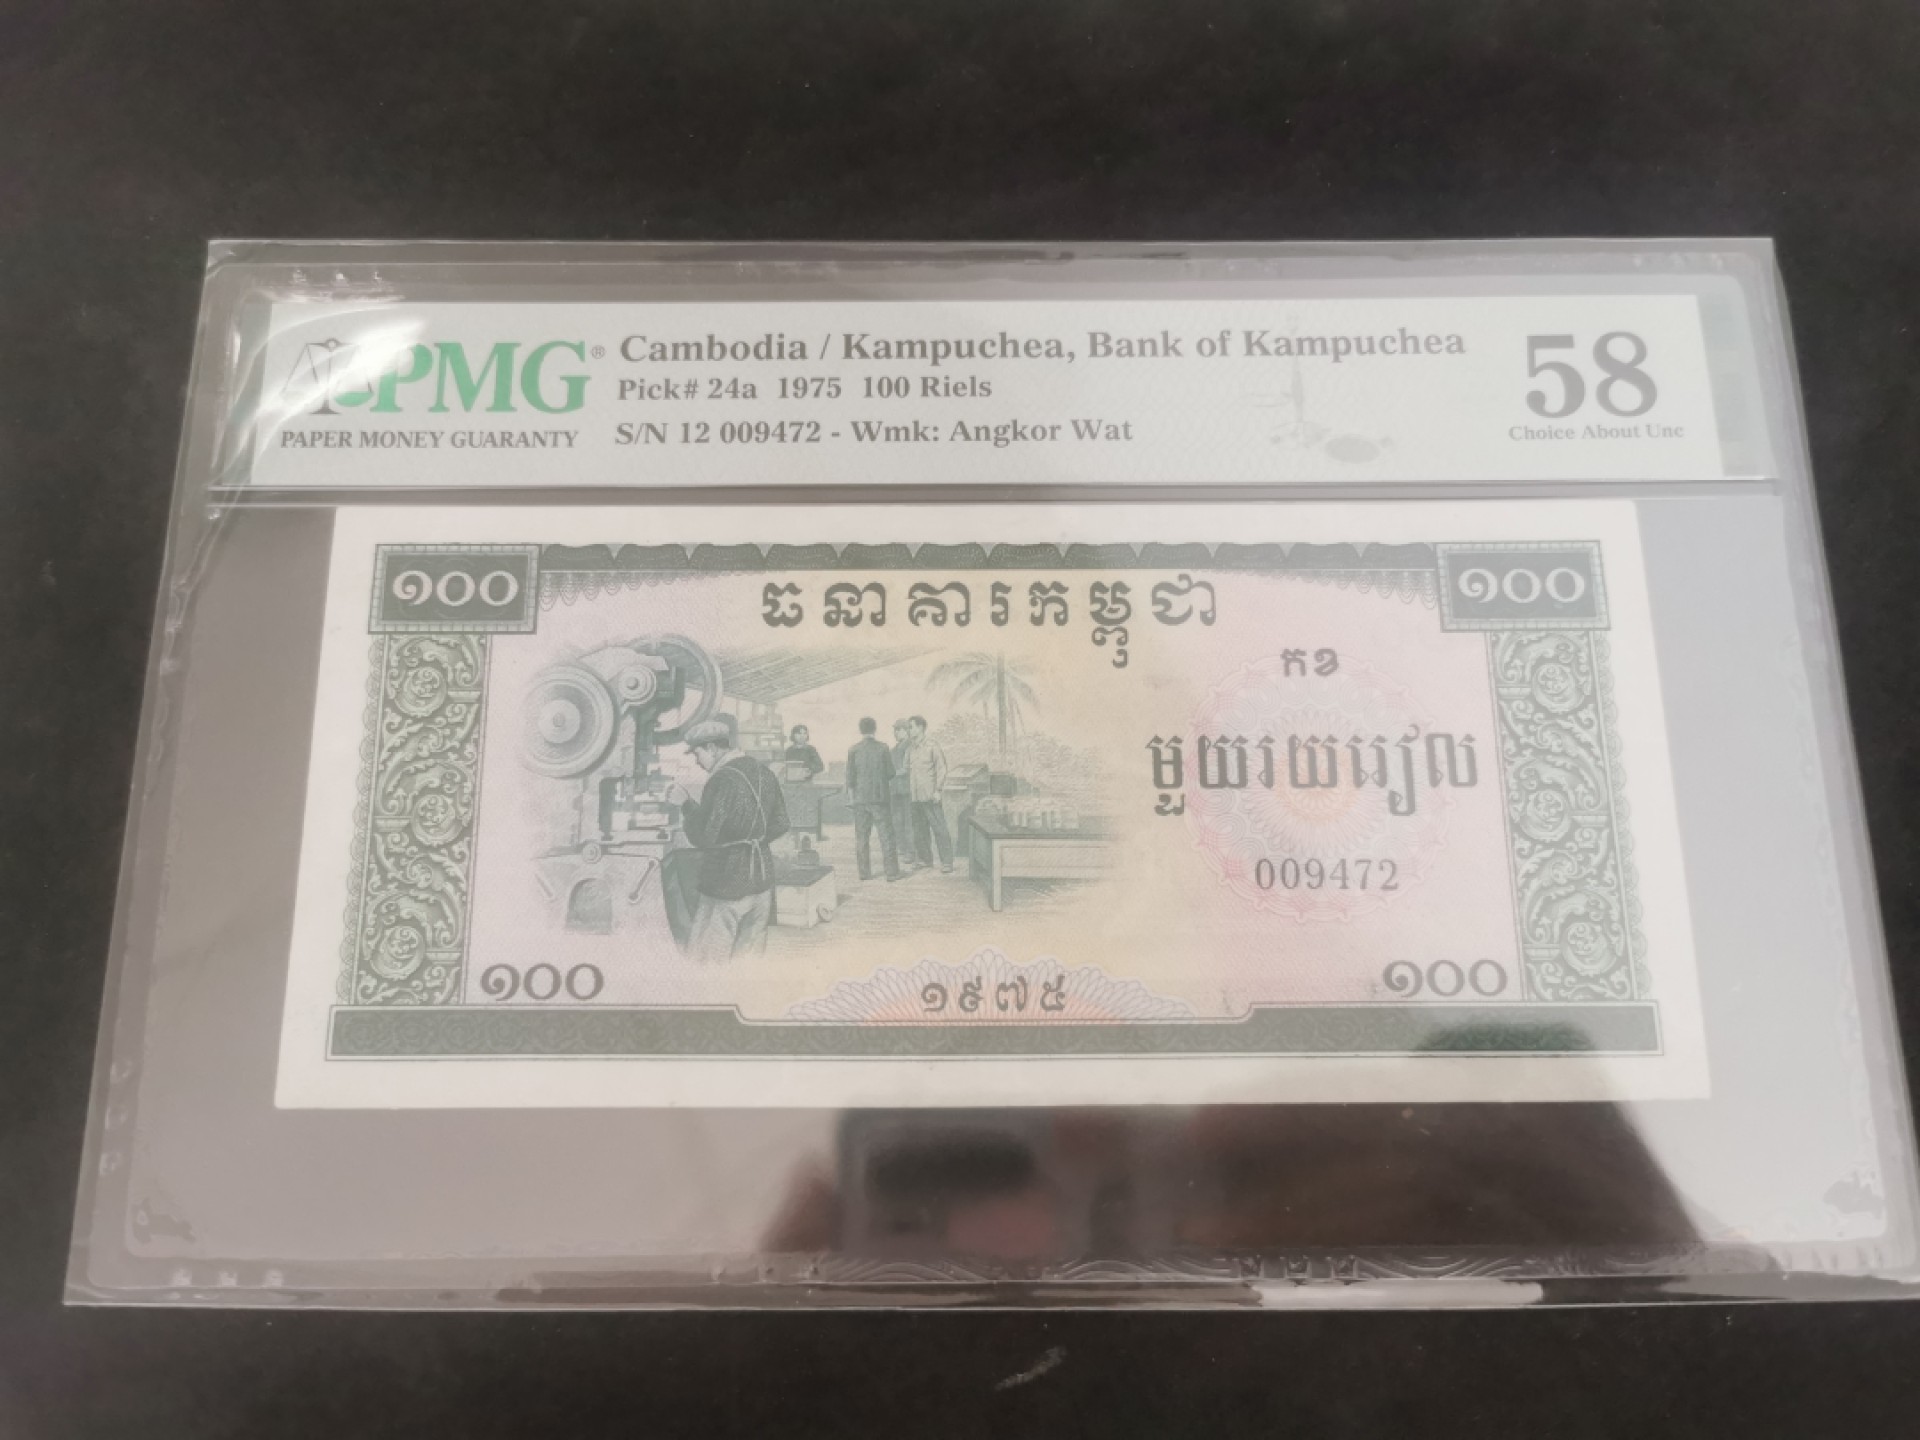 PMG® Cambodia / Kampuchea, Bank of Kampuchea 58
Pick# 24a 1975 100 Riels
PAPER MONEY GUARANTY S/N 12 009472 - Wmk: Angkor Wat Choice About Unc
១០០ ធនាគារកម្ពុជា ១០០
កខ
មួយរយរៀល
009472
១០០ ១៩៧៥ ១០០